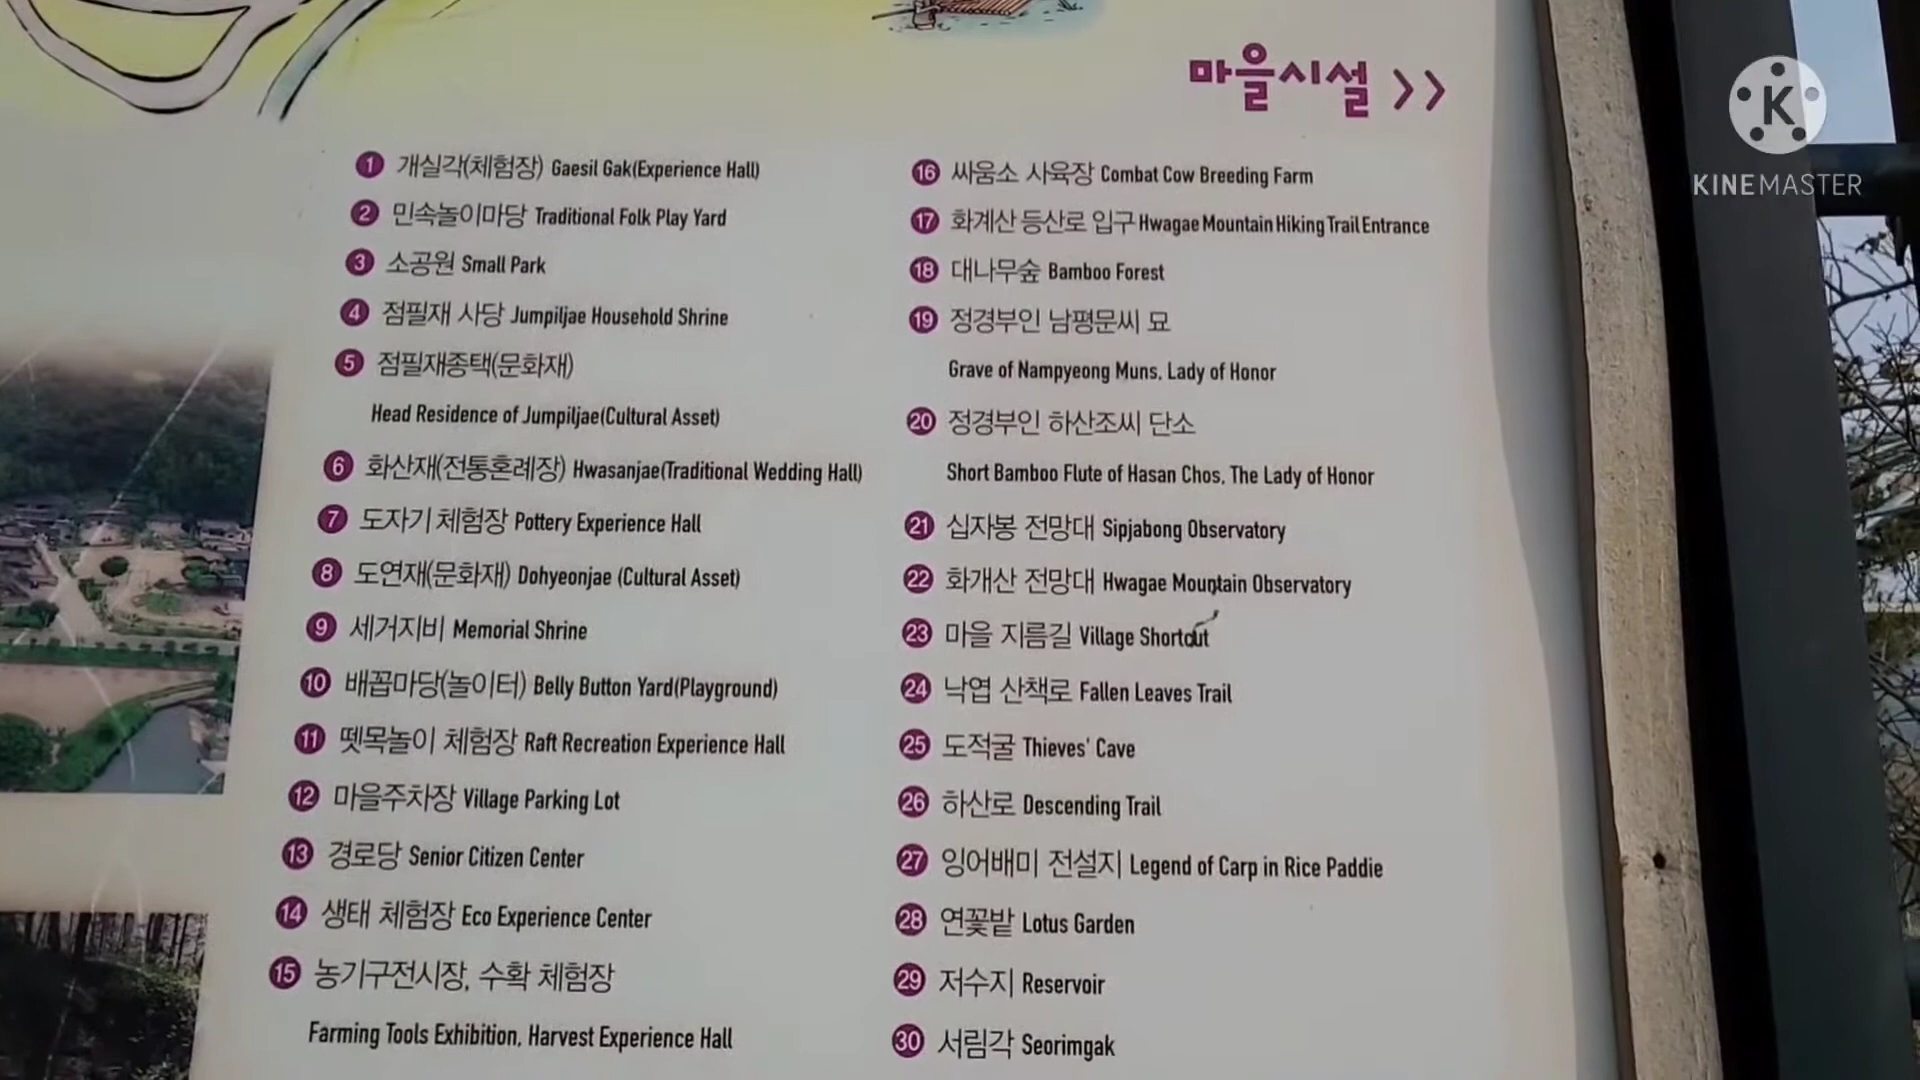 마을시설 >>
1 개실각(체험장) Gaesil Gak(Experience Hall)
2 민속놀이마당 Traditional Folk Play Yard
3 소공원 Small Park
4 점필재 사당 Jumpiljae Household Shrine
5 점필재종택(문화재)
Head Residence of Jumpiljae(Cultural Asset)
6 화산재(전통혼례장) Hwasanjae(Traditional Wedding Hall)
7 도자기 체험장 Pottery Experience Hall
8 도연재(문화재) Dohyeonjae (Cultural Asset)
9 세거지비 Memorial Shrine
10 배꼽마당(놀이터) Belly Button Yard(Playground)
11 뗏목놀이 체험장 Raft Recreation Experience Hall
12 마을주차장 Village Parking Lot
13 경로당 Senior Citizen Center
14 생태 체험장 Eco Experience Center
15 농기구전시장, 수확 체험장
Farming Tools Exhibition, Harvest Experience Hall
16 싸움소 사육장 Combat Cow Breeding Farm
17 화계산 등산로 입구 Hwagae Mountain Hiking Trail Entrance
18 대나무숲 Bamboo Forest
19 정경부인 남평문씨 묘
Grave of Nampyeong Muns, Lady of Honor
20 정경부인 하산조씨 단소
Short Bamboo Flute of Hasan Chos, The Lady of Honor
21 십자봉 전망대 Sipjabong Observatory
22 화개산 전망대 Hwagae Mountain Observatory
23 마을 지름길 Village Shortcut
24 낙엽 산책로 Fallen Leaves Trail
25 도적굴 Thieves' Cave
26 하산로 Descending Trail
27 잉어배미 전설지 Legend of Carp in Rice Paddie
28 연꽃밭 Lotus Garden
29 저수지 Reservoir
30 서림각 Seorimgak
K
KINEMASTER